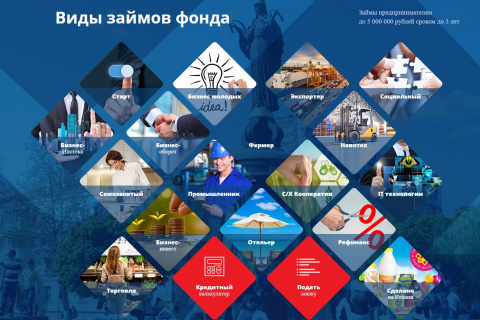 Виды займов фонда
Займы предпринимателям
до 5 000 000 рублей сроком до 3 лет
Старт
Бизнес молодых
idea!
Экспортер
Социальный
Бизнес-
ипотека
Бизнес-
оборот
Фермер
Новотех
Самозанятый
Промышленник
С/Х Кооператив
IT технологии
Бизнес-
инвест
Отельер
%
Рефинанс
Торговля
Кредитный
калькулятор
Подать
заявку
Сделано
на Кубани